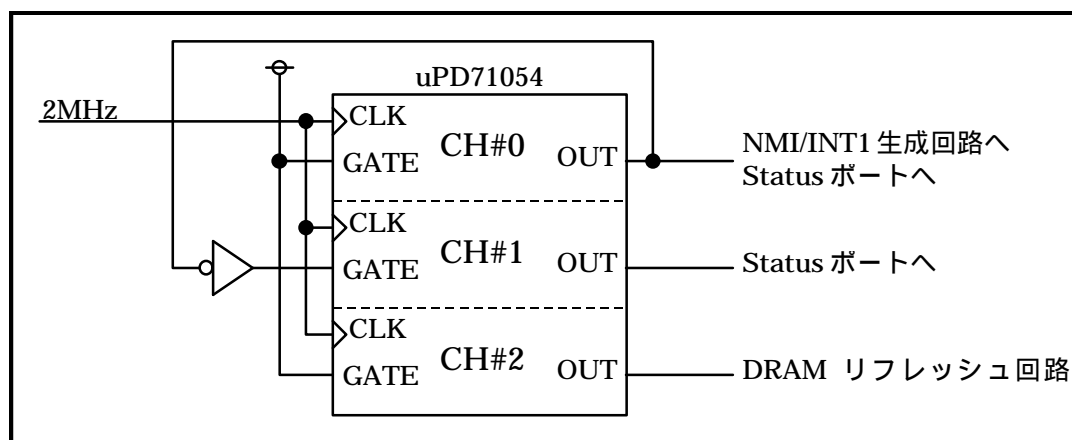 uPD71054
2MHz
CLK
GATE
CH#0
OUT
NMI/INT1 生成回路へ
Status ポートへ
CLK
GATE
CH#1
OUT
Status ポートへ
CLK
GATE
CH#2
OUT
DRAM リフレッシュ回路